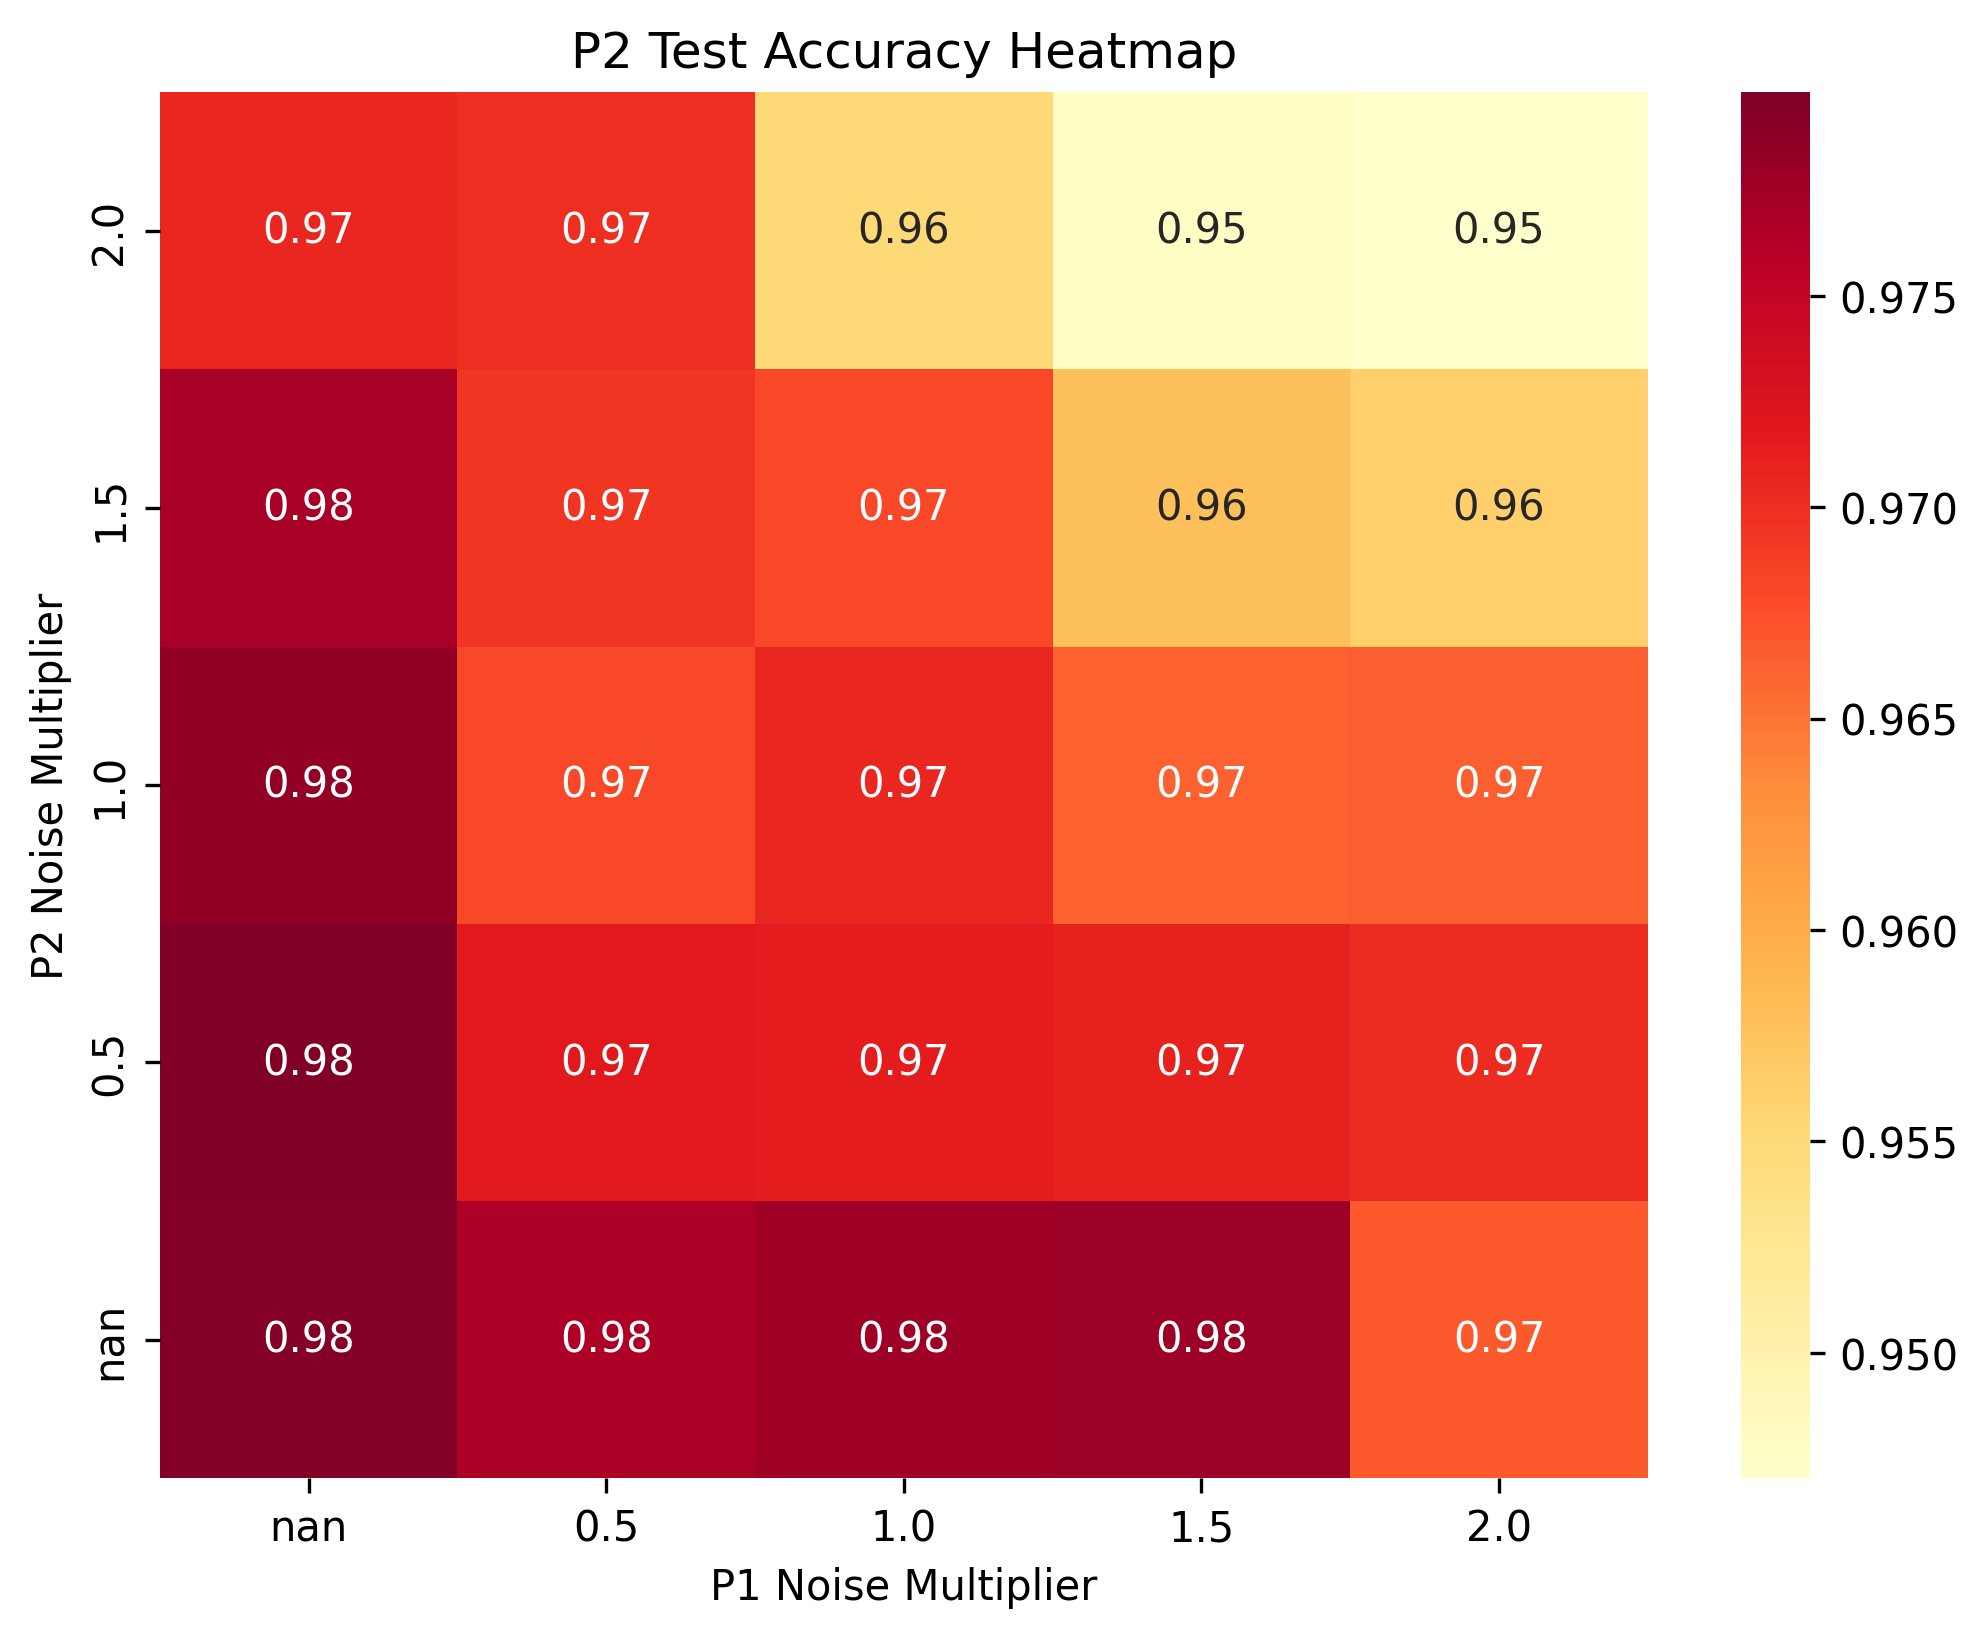 P2 Test Accuracy Heatmap
2.0 0.97 0.97 0.96 0.95 0.95
1.5 0.98 0.97 0.97 0.96 0.96
1.0 0.98 0.97 0.97 0.97 0.97
0.5 0.98 0.97 0.97 0.97 0.97
nan 0.98 0.98 0.98 0.98 0.97
nan 0.5 1.0 1.5 2.0
P1 Noise Multiplier
P2 Noise Multiplier
0.975
0.970
0.965
0.960
0.955
0.950